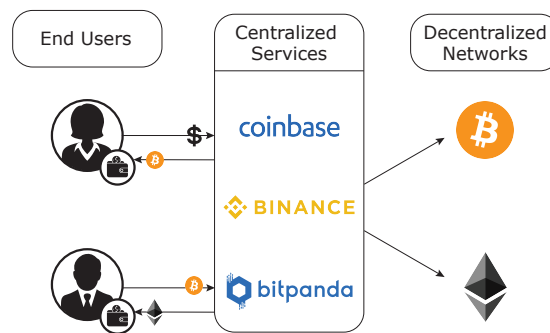 End Users
Centralized
Services
Decentralized
Networks
$
coinbase
BINANCE
bitpanda